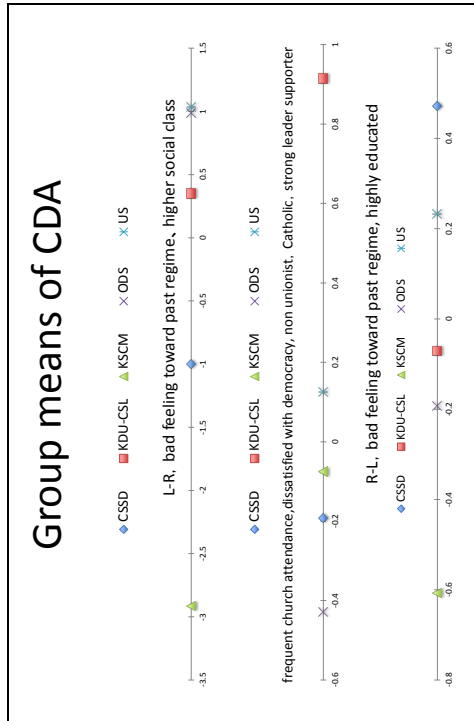 Group means of CDA
CSSD KDU-CSL KSCM ODS US
L-R, bad feeling toward past regime, higher social class
-3.5 -3 -2.5 -2 -1.5 -1 -0.5 0 0.5 1 1.5
CSSD KDU-CSL KSCM ODS US
frequent church attendance,dissatisfied with democracy, non unionist, Catholic, strong leader supporter
-0.6 -0.4 -0.2 0 0.2 0.4 0.6 0.8 1
CSSD KDU-CSL KSCM ODS US
R-L, bad feeling toward past regime, highly educated
-0.8 -0.6 -0.4 -0.2 0 0.2 0.4 0.6